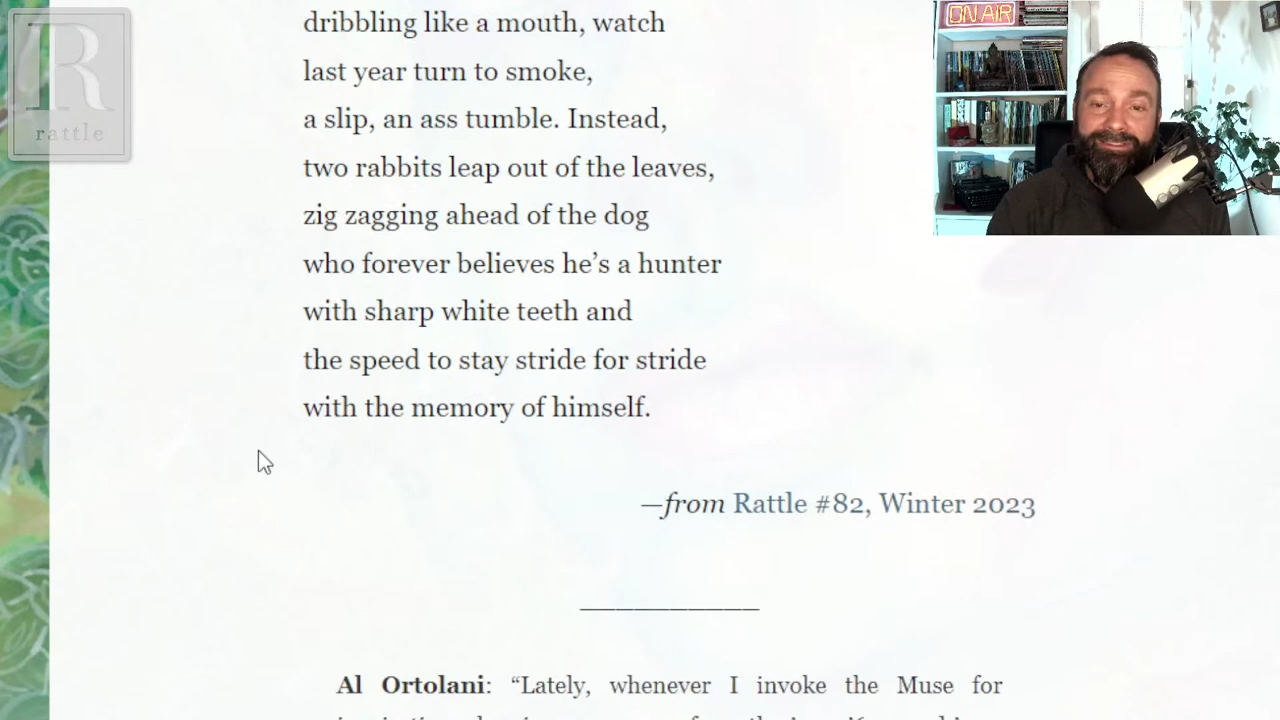 dribbling like a mouth, watch
last year turn to smoke,
a slip, an ass tumble. Instead,
two rabbits leap out of the leaves,
zig zagging ahead of the dog
who forever believes he’s a hunter
with sharp white teeth and
the speed to stay stride for stride
with the memory of himself.
—from Rattle #82, Winter 2023
Al Ortolani: “Lately, whenever I invoke the Muse for
R
rattle
ON AIR